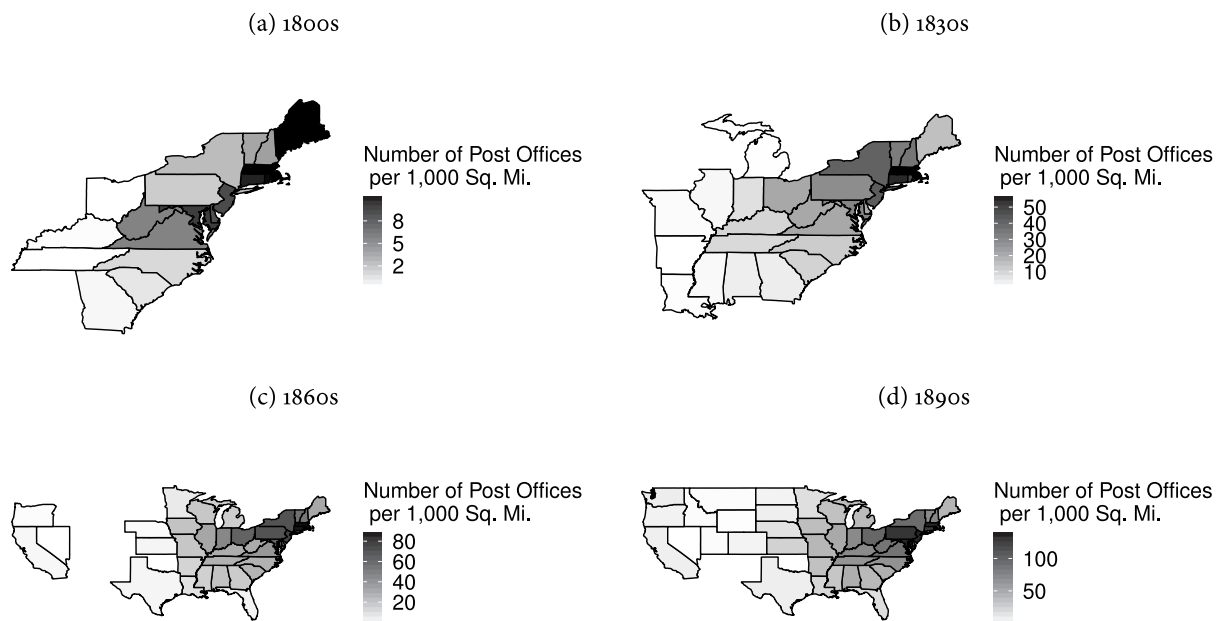 (a) 1800s
Number of Post Offices
per 1,000 Sq. Mi.
8
5
2
(b) 1830s
Number of Post Offices
per 1,000 Sq. Mi.
50
40
30
20
10
(c) 1860s
Number of Post Offices
per 1,000 Sq. Mi.
80
60
40
20
(d) 1890s
Number of Post Offices
per 1,000 Sq. Mi.
100
50